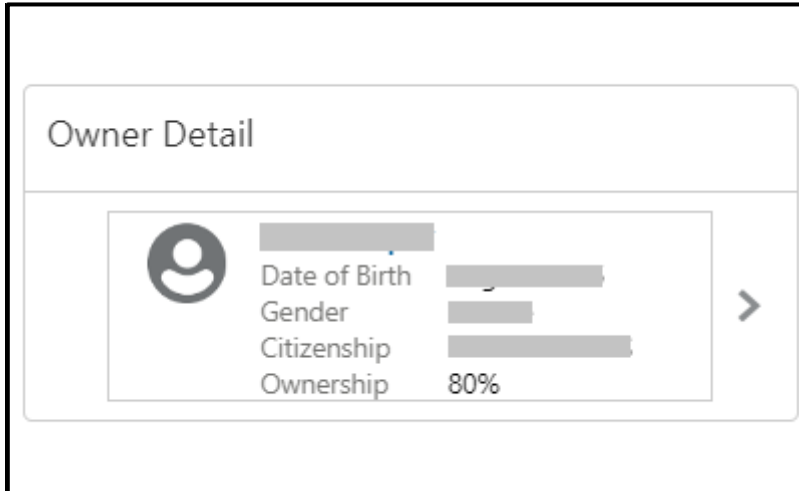 Owner Detail
Date of Birth
Gender
Citizenship
Ownership 80%